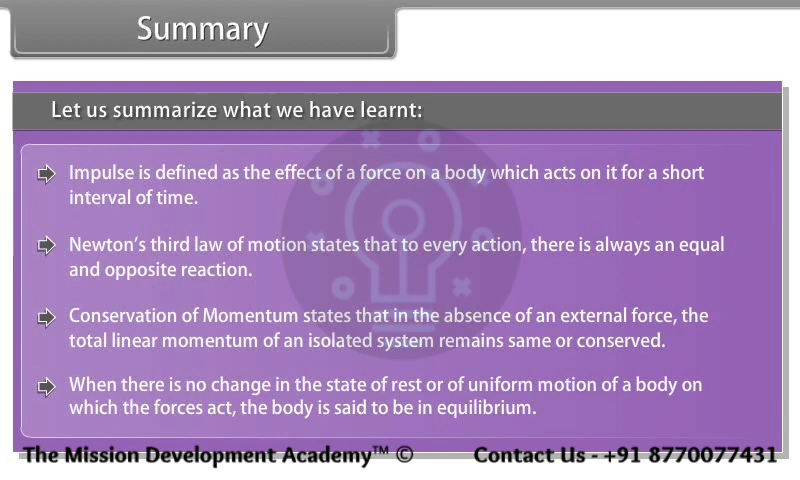 Summary
Let us summarize what we have learnt:
Impulse is defined as the effect of a force on a body which acts on it for a short
interval of time.
Newton's third law of motion states that to every action, there is always an equal
and opposite reaction.
Conservation of Momentum states that in the absence of an external force, the
total linear momentum of an isolated system remains same or conserved.
When there is no change in the state of rest or of uniform motion of a body on
which the forces act, the body is said to be in equilibrium.
The Mission Development Academy™ © Contact Us - +91 8770077431